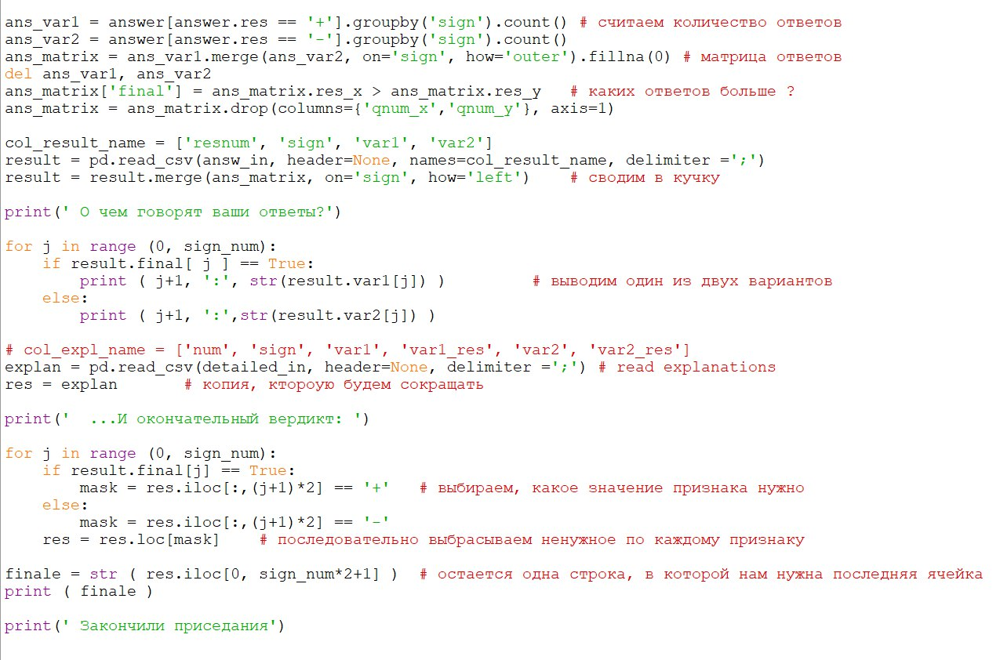 ans_var1 = answer[answer.res == '+'].groupby('sign').count() # считаем количество ответов
ans_var2 = answer[answer.res == '-'].groupby('sign').count()
ans_matrix = ans_var1.merge(ans_var2, on='sign', how='outer').fillna(0) # матрица ответов
del ans_var1, ans_var2
ans_matrix['final'] = ans_matrix.res_x > ans_matrix.res_y   # каких ответов больше ?
ans_matrix = ans_matrix.drop(columns={'qnum_x','qnum_y'}, axis=1)

col_result_name = ['resnum', 'sign', 'var1', 'var2']
result = pd.read_csv(answ_in, header=None, names=col_result_name, delimiter =';')
result = result.merge(ans_matrix, on='sign', how='left')    # сводим в кучку

print(' О чем говорят ваши ответы?')

for j in range (0, sign_num):
    if result.final[ j ] == True:
        print ( j+1, ':', str(result.var1[j]) )         # выводим один из двух вариантов
    else:
        print ( j+1, ':',str(result.var2[j]) )

# col_expl_name = ['num', 'sign', 'var1', 'var1_res', 'var2', 'var2_res']
explan = pd.read_csv(detailed_in, header=None, delimiter =';') # read explanations
res = explan       # копия, ктороую будем сокращать

print('  ...И окончательный вердикт: ')

for j in range (0, sign_num):
    if result.final[j] == True:
        mask = res.iloc[:,(j+1)*2] == '+'   # выбираем, какое значение признака нужно
    else:
        mask = res.iloc[:,(j+1)*2] == '-'
    res = res.loc[mask]    # последовательно выбрасываем ненужное по каждому признаку

finale = str ( res.iloc[0, sign_num*2+1] )  # остается одна строка, в которой нам нужна последняя ячейка
print ( finale )

print(' Закончили приседания')